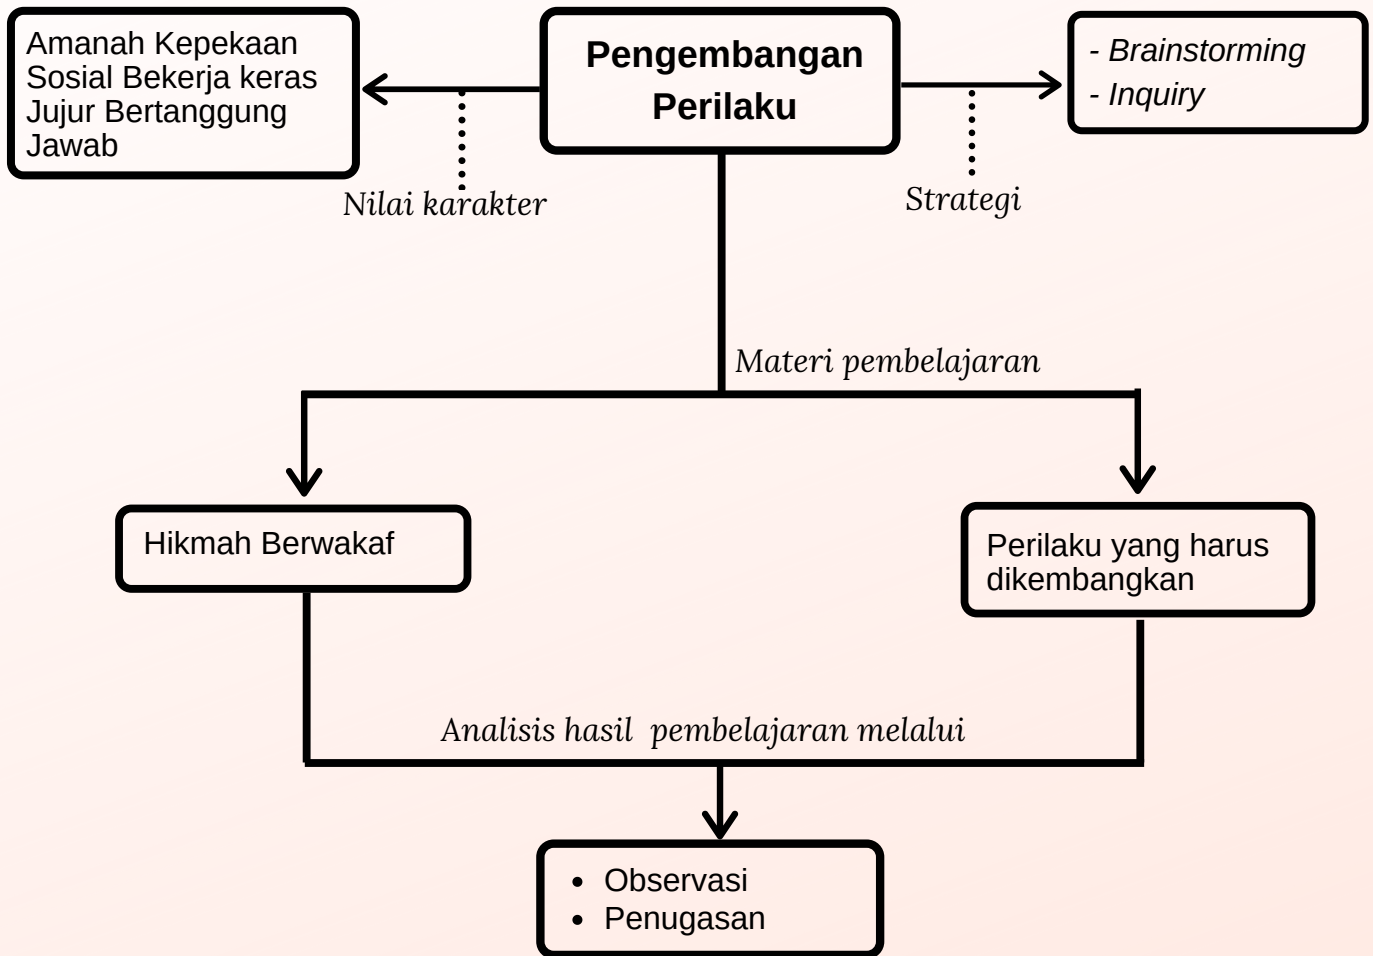 Amanah Kepekaan
Sosial Bekerja keras
Jujur Bertanggung
Jawab
Pengembangan
Perilaku
- Brainstorming
- Inquiry
Nilai karakter
Strategi
Materi pembelajaran
Hikmah Berwakaf
Perilaku yang harus
dikembangkan
Analisis hasil pembelajaran melalui
• Observasi
• Penugasan